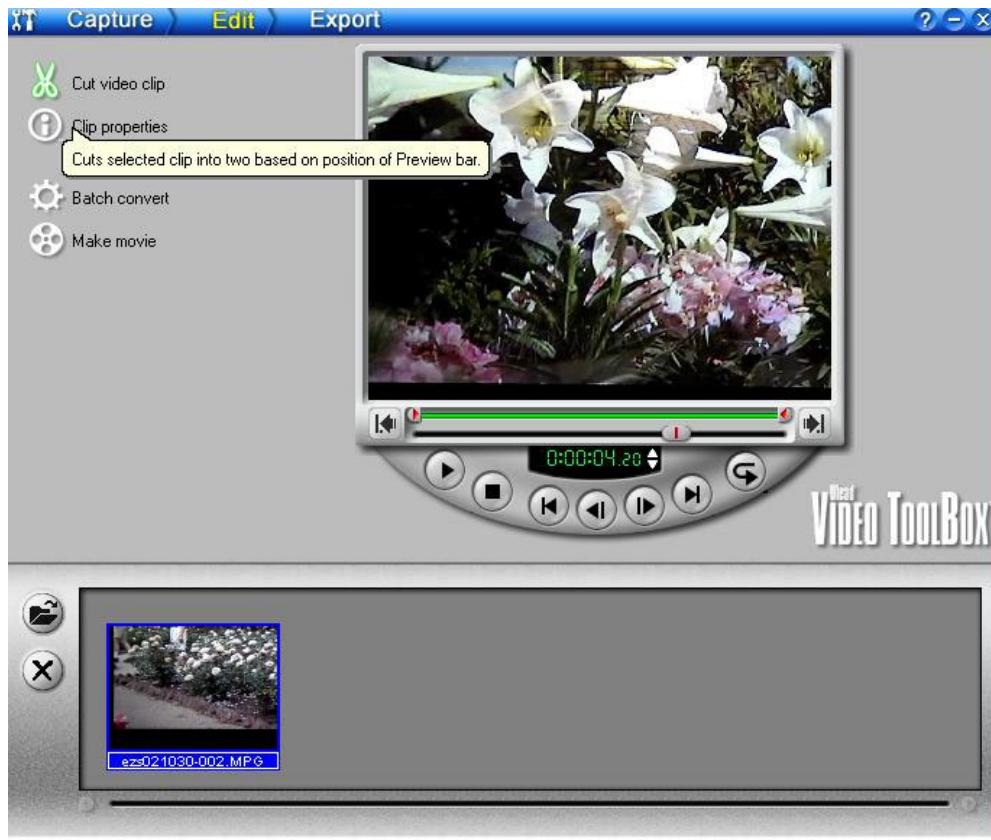 Capture Edit Export
Cut video clip
Clip properties
Cuts selected clip into two based on position of Preview bar.
Batch convert
Make movie
0:00:04.20
Ulead
VIDEO TOOLBOX
ezs021030-002.MPG